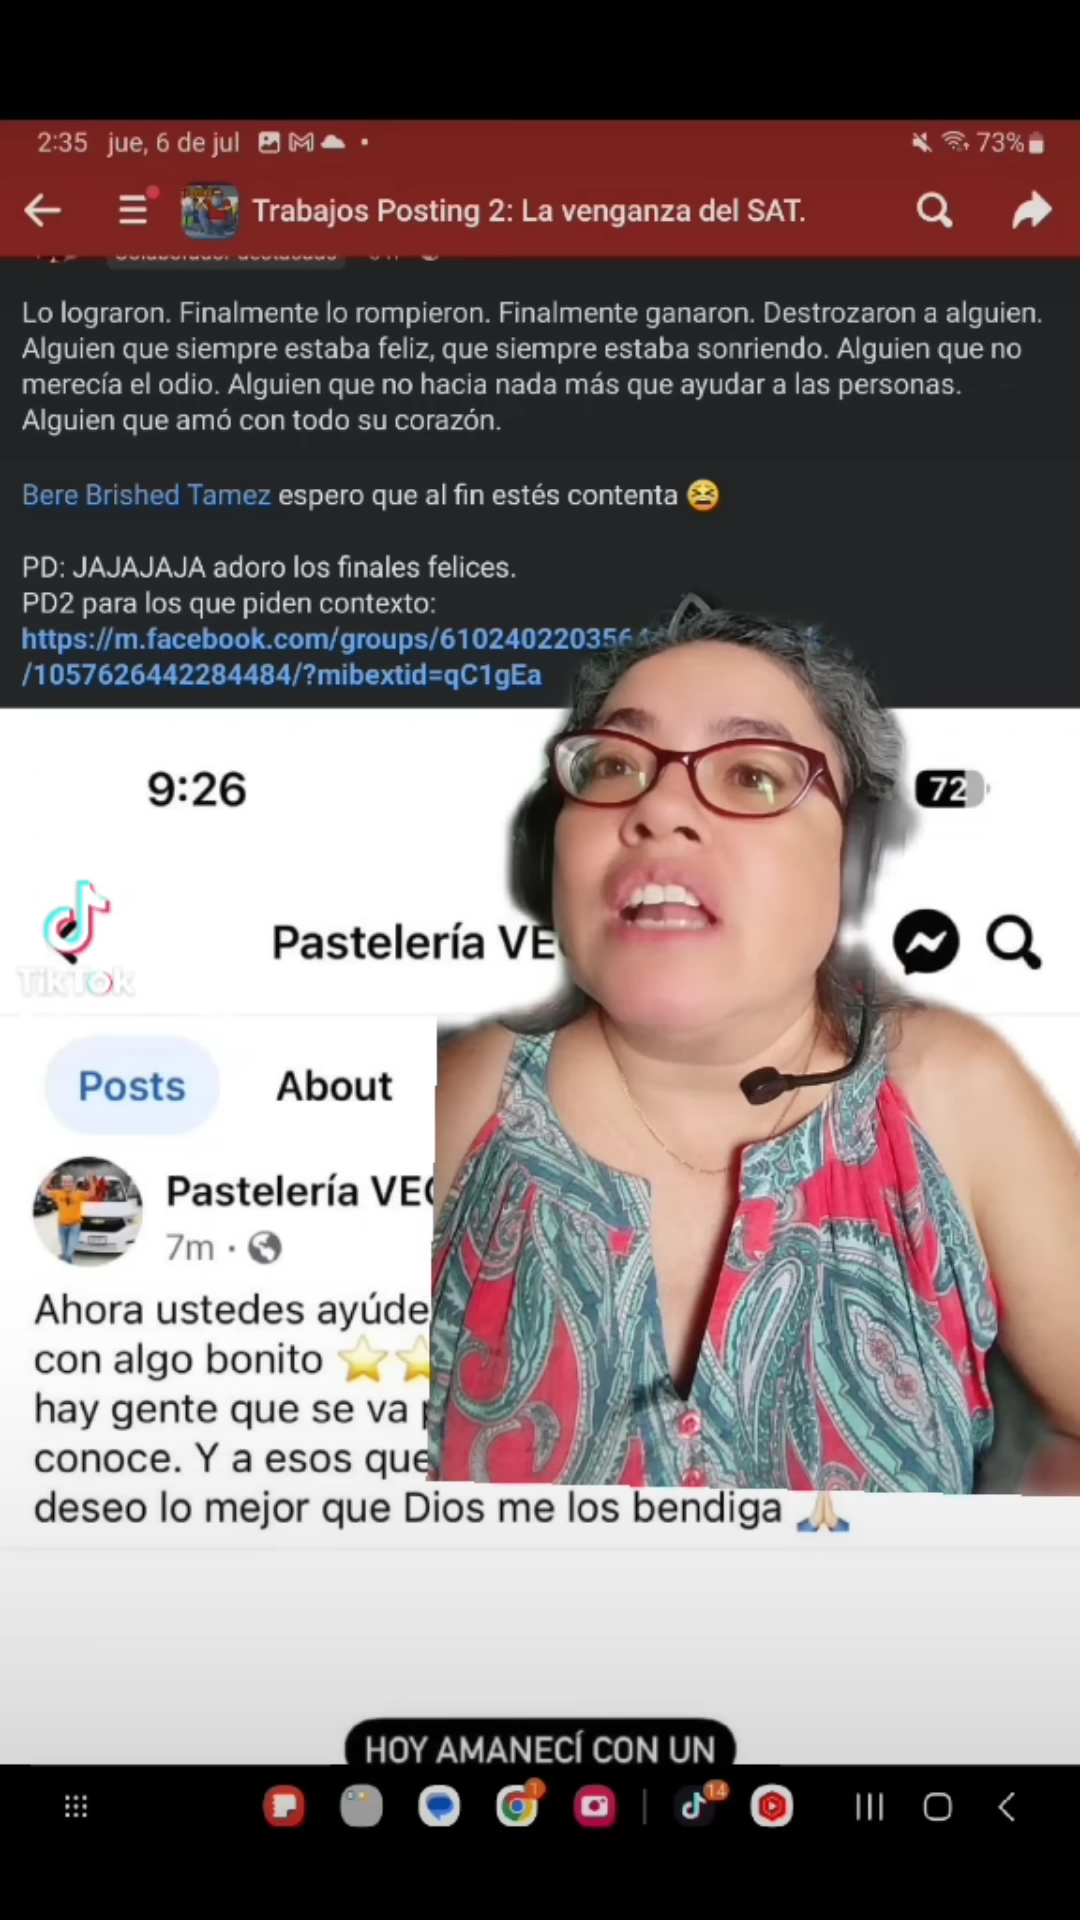 2:35 jue, 6 de jul
73%
Trabajos Posting 2: La venganza del SAT.
Lo lograron. Finalmente lo rompieron. Finalmente ganaron. Destrozaron a alguien.
Alguien que siempre estaba feliz, que siempre estaba sonriendo. Alguien que no
merecía el odio. Alguien que no hacia nada más que ayudar a las personas.
Alguien que amó con todo su corazón.
Bere Brished Tamez espero que al fin estés contenta 😫
PD: JAJAJAJA adoro los finales felices.
PD2 para los que piden contexto:
https://m.facebook.com/groups/610240220356
/1057626442284484/?mibextid=qC1gEa
9:26
72
TikTok
Pastelería VE
Posts About
Pastelería VE
7m ·
Ahora ustedes ayúde
con algo bonito ⭐⭐
hay gente que se va
conoce. Y a esos que
deseo lo mejor que Dios me los bendiga 🙏🏻
HOY AMANECÍ CON UN
1
14